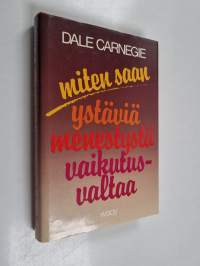 DALE CARNEGIE
miten saan
ystäviä
menestystä
vaikutus-
valtaa